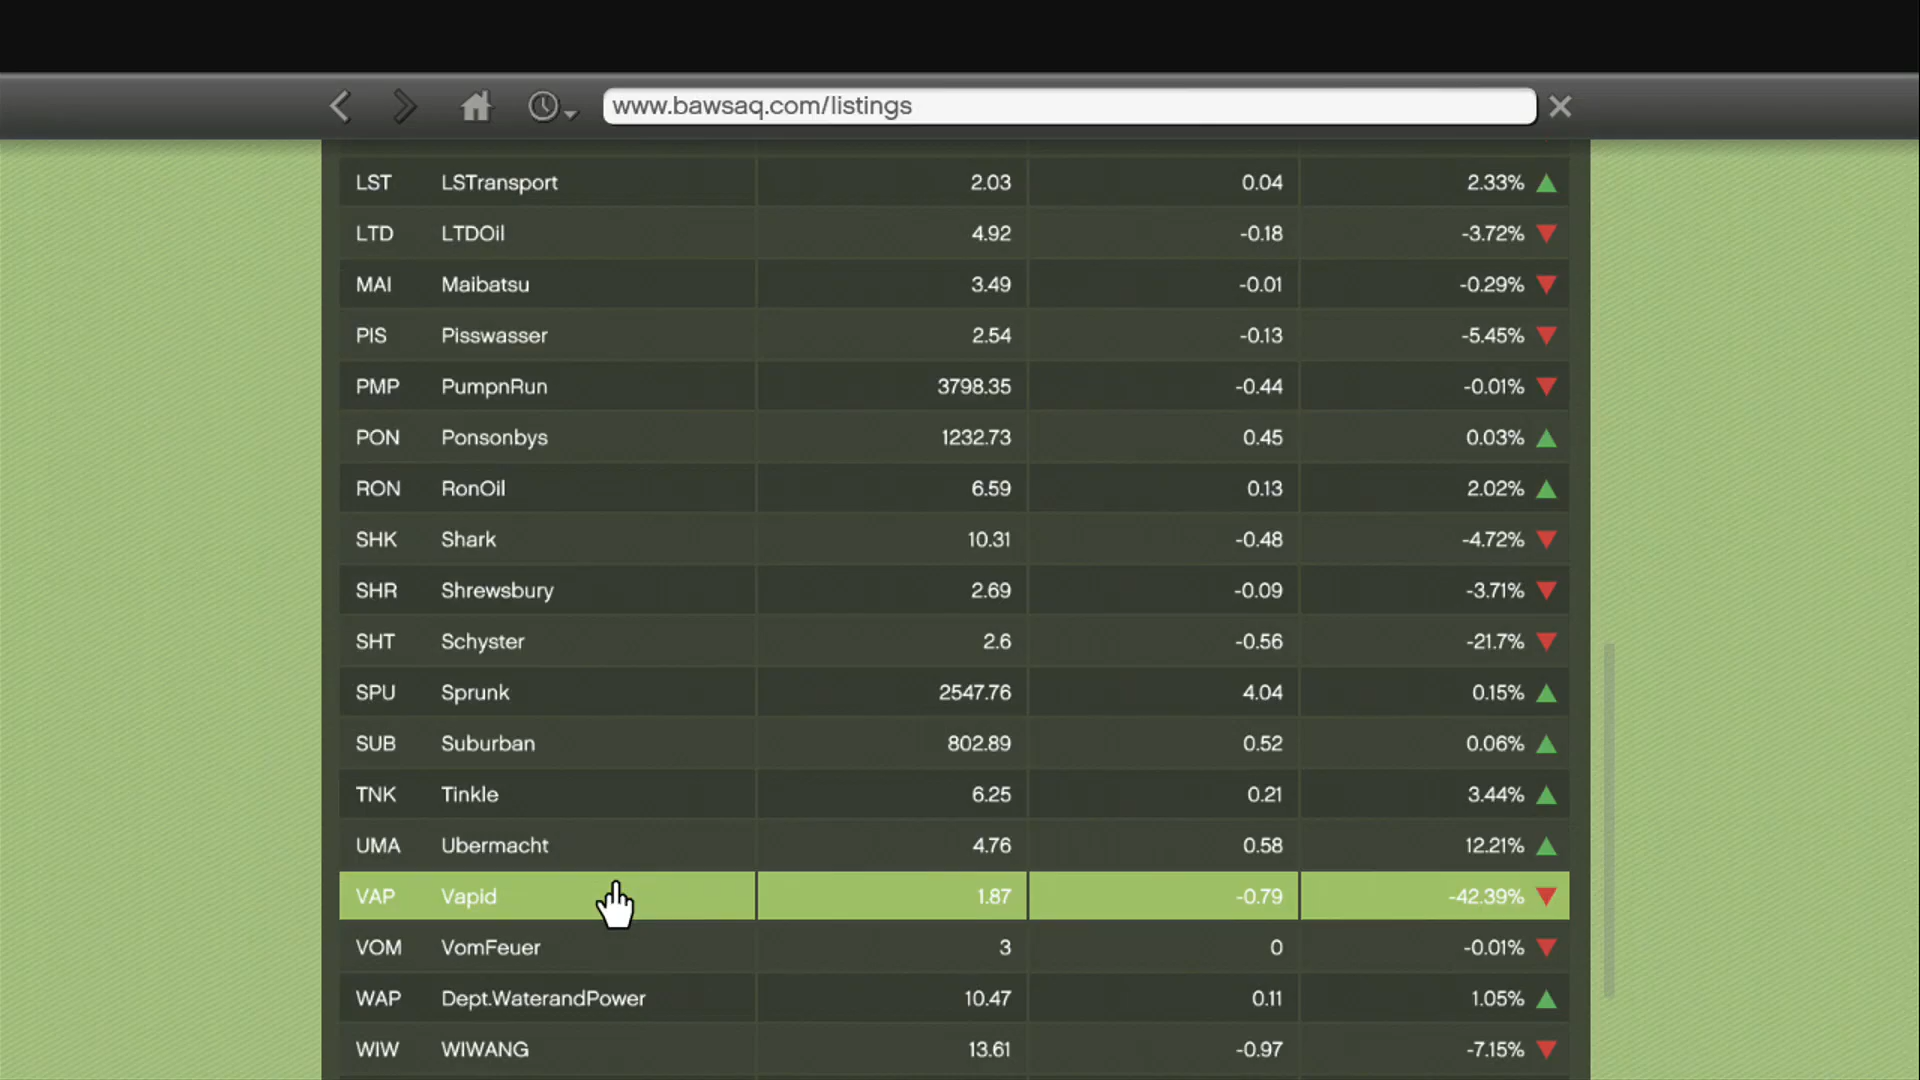 www.bawsaq.com/listings
LST LSTransport 2.03 0.04 2.33%
LTD LTDOil 4.92 -0.18 -3.72%
MAI Maibatsu 3.49 -0.01 -0.29%
PIS Pisswasser 2.54 -0.13 -5.45%
PMP PumpnRun 3798.35 -0.44 -0.01%
PON Ponsonbys 1232.73 0.45 0.03%
RON RonOil 6.59 0.13 2.02%
SHK Shark 10.31 -0.48 -4.72%
SHR Shrewsbury 2.69 -0.09 -3.71%
SHT Schyster 2.6 -0.56 -21.7%
SPU Sprunk 2547.76 4.04 0.15%
SUB Suburban 802.89 0.52 0.06%
TNK Tinkle 6.25 0.21 3.44%
UMA Ubermacht 4.76 0.58 12.21%
VAP Vapid 1.87 -0.79 -42.39%
VOM VomFeuer 3 0 -0.01%
WAP Dept.WaterandPower 10.47 0.11 1.05%
WIW WIWANG 13.61 -0.97 -7.15%